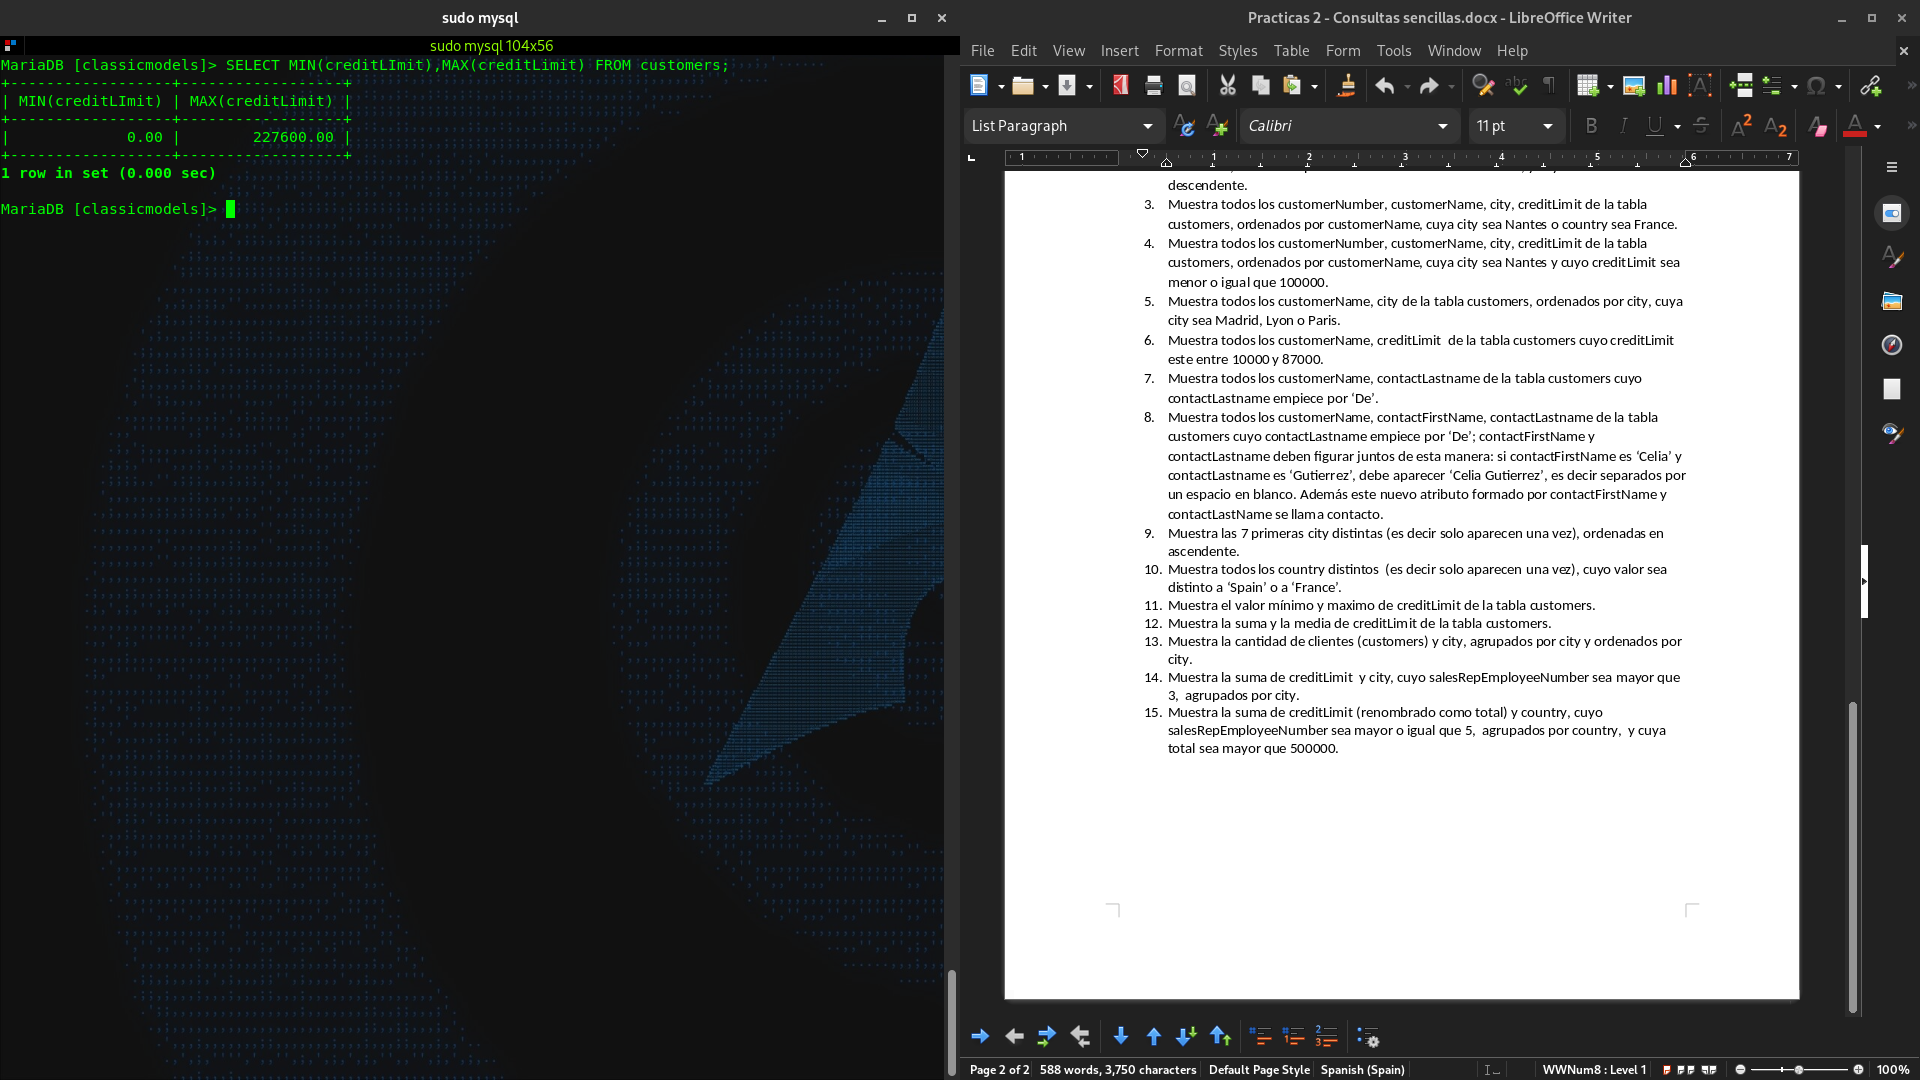 sudo mysql
sudo mysql 104x56
MariaDB [classicmodels]> SELECT MIN(creditLImit),MAX(creditLimit) FROM customers;
+------------------+------------------+
| MIN(creditLImit) | MAX(creditLimit) |
+------------------+------------------+
|             0.00 |        227600.00 |
+------------------+------------------+
1 row in set (0.000 sec)
MariaDB [classicmodels]>
Practicas 2 - Consultas sencillas.docx - LibreOffice Writer
File Edit View Insert Format Styles Table Form Tools Window Help
List Paragraph Calibri 11 pt
1 1 2 3 4 5 6 7
descendente.
3. Muestra todos los customerNumber, customerName, city, creditLimit de la tabla
customers, ordenados por customerName, cuya city sea Nantes o country sea France.
4. Muestra todos los customerNumber, customerName, city, creditLimit de la tabla
customers, ordenados por customerName, cuya city sea Nantes y cuyo creditLimit sea
menor o igual que 100000.
5. Muestra todos los customerName, city de la tabla customers, ordenados por city, cuya
city sea Madrid, Lyon o Paris.
6. Muestra todos los customerName, creditLimit  de la tabla customers cuyo creditLimit
este entre 10000 y 87000.
7. Muestra todos los customerName, contactLastname de la tabla customers cuyo
contactLastname empiece por ‘De’.
8. Muestra todos los customerName, contactFirstName, contactLastname de la tabla
customers cuyo contactLastname empiece por ‘De’; contactFirstName y
contactLastname deben figurar juntos de esta manera: si contactFirstName es ‘Celia’ y
contactLastname es ‘Gutierrez’, debe aparecer ‘Celia Gutierrez’, es decir separados por
un espacio en blanco. Además este nuevo atributo formado por contactFirstName y
contactLastName se llama contacto.
9. Muestra las 7 primeras city distintas (es decir solo aparecen una vez), ordenadas en
ascendente.
10. Muestra todos los country distintos  (es decir solo aparecen una vez), cuyo valor sea
distinto a ‘Spain’ o a ‘France’.
11. Muestra el valor mínimo y maximo de creditLimit de la tabla customers.
12. Muestra la suma y la media de creditLimit de la tabla customers.
13. Muestra la cantidad de clientes (customers) y city, agrupados por city y ordenados por
city.
14. Muestra la suma de creditLimit  y city, cuyo salesRepEmployeeNumber sea mayor que
3,  agrupados por city.
15. Muestra la suma de creditLimit (renombrado como total) y country, cuyo
salesRepEmployeeNumber sea mayor o igual que 5,  agrupados por country,  y cuya
total sea mayor que 500000.
Page 2 of 2 588 words, 3,750 characters Default Page Style Spanish (Spain) WWNum8 : Level 1 100%